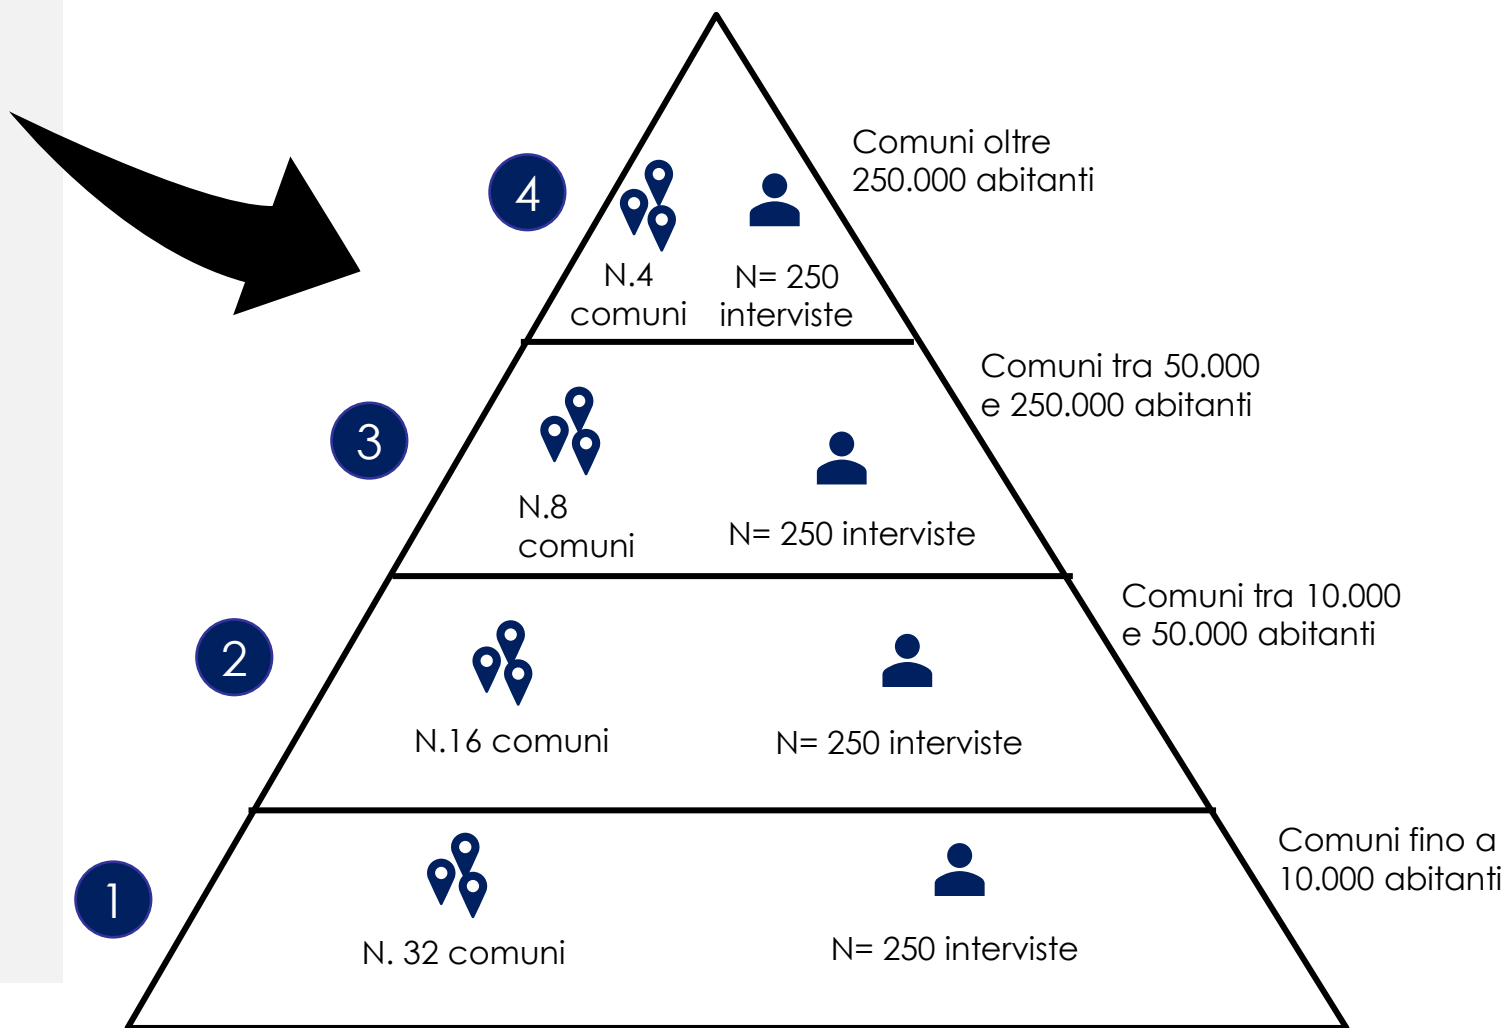 4
Comuni oltre
250.000 abitanti
N.4
comuni
N= 250
interviste
3
Comuni tra 50.000
e 250.000 abitanti
N.8
comuni
N= 250 interviste
2
Comuni tra 10.000
e 50.000 abitanti
N.16 comuni
N= 250 interviste
1
Comuni fino a
10.000 abitanti
N. 32 comuni
N= 250 interviste